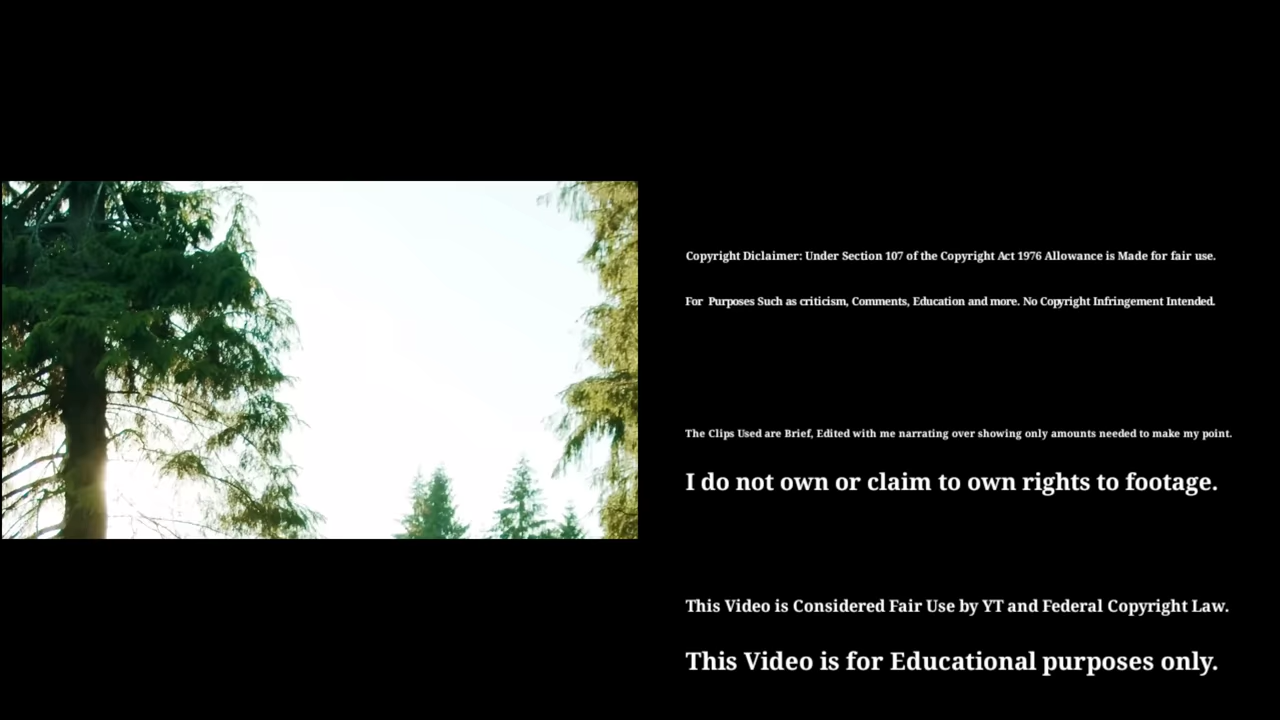 Copyright Diclaimer: Under Section 107 of the Copyright Act 1976 Allowance is Made for fair use.
For Purposes Such as criticism, Comments, Education and more. No Copyright Infringement Intended.
The Clips Used are Brief, Edited with me narrating over showing only amounts needed to make my point.
I do not own or claim to own rights to footage.
This Video is Considered Fair Use by YT and Federal Copyright Law.
This Video is for Educational purposes only.